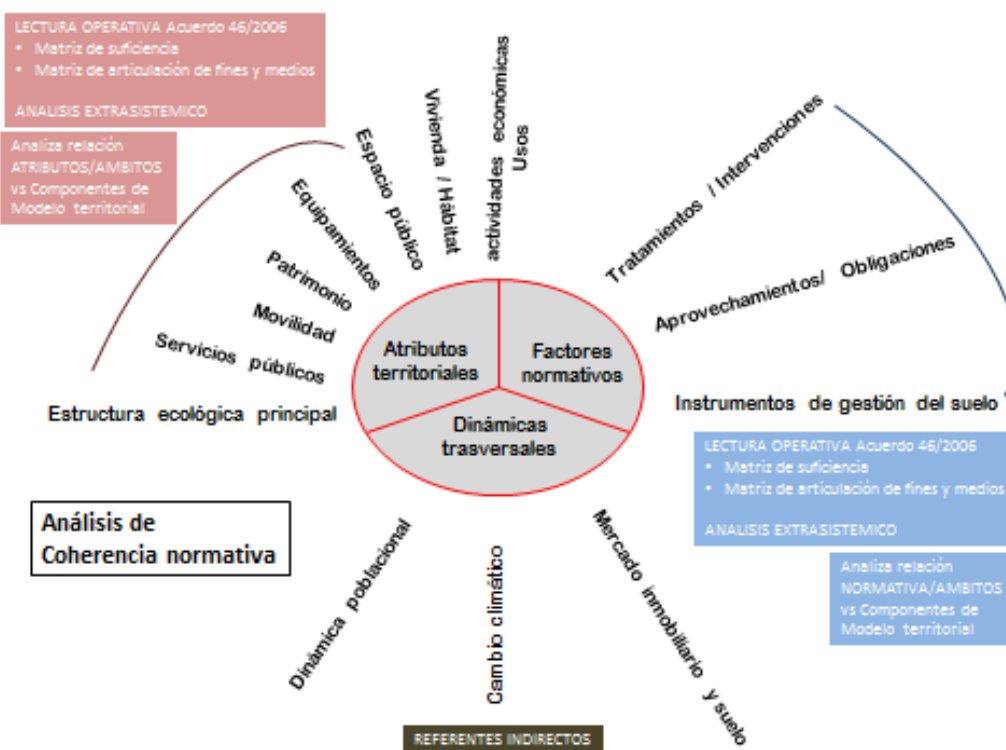 LECTURA OPERATIVA Acuerdo 46/2006
• Matriz de suficiencia
• Matriz de articulación de fines y medios
ANALISIS EXTRASISTEMICO
Analiza relación
ATRIBUTOS/AMBITOS
vs Componentes de
Modelo territorial
Estructura ecológica principal
Servicios públicos
Movilidad
Patrimonio
Equipamientos
Espacio público
Vivienda / Hábitat
actividades económicas
Usos
Tratamientos / Intervenciones
Aprovechamientos/ Obligaciones
Instrumentos de gestión del suelo
Atributos
territoriales
Factores
normativos
Dinámicas
trasversales
LECTURA OPERATIVA Acuerdo 46/2006
• Matriz de suficiencia
• Matriz de articulación de fines y medios
ANALISIS EXTRASISTEMICO
Analiza relación
NORMATIVA/AMBITOS
vs Componentes de
Modelo territorial
Análisis de
Coherencia normativa
Dinámica poblacional
Cambio climático
Mercado inmobiliario y suelo
REFERENTES INDIRECTOS